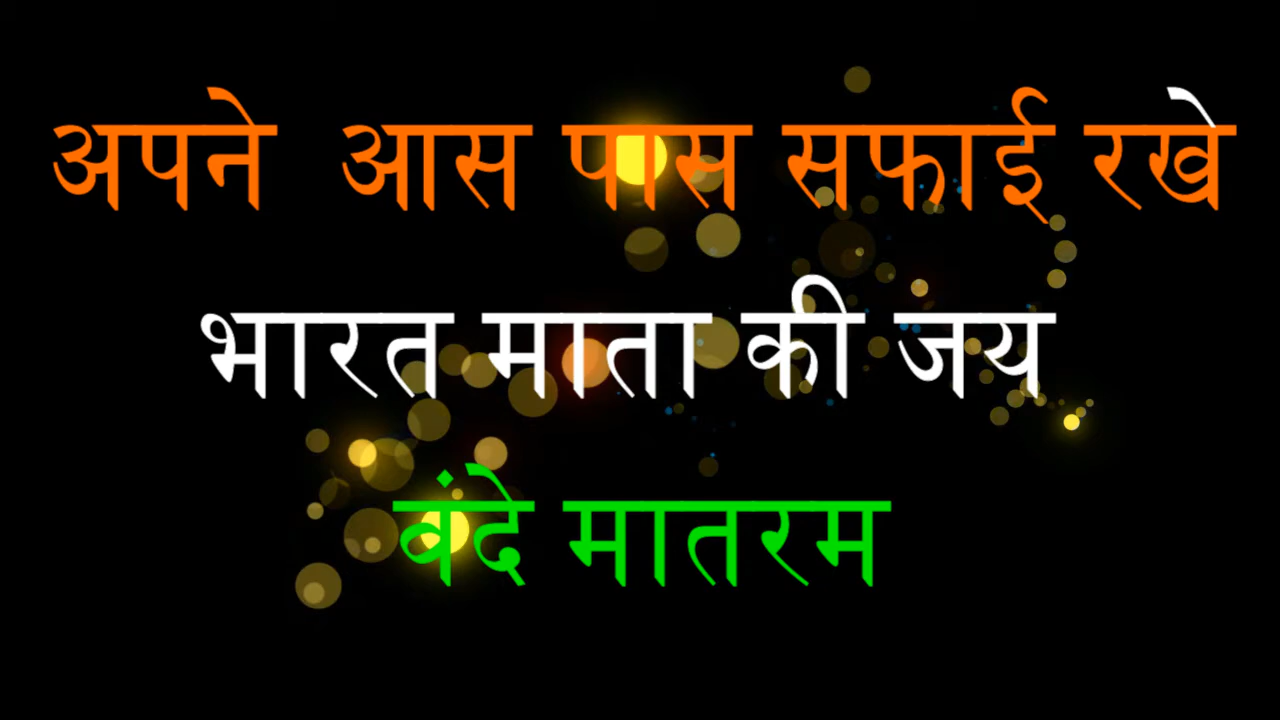 अपने आस पास सफाई रखे
भारत माता की जय
वंदे मातरम